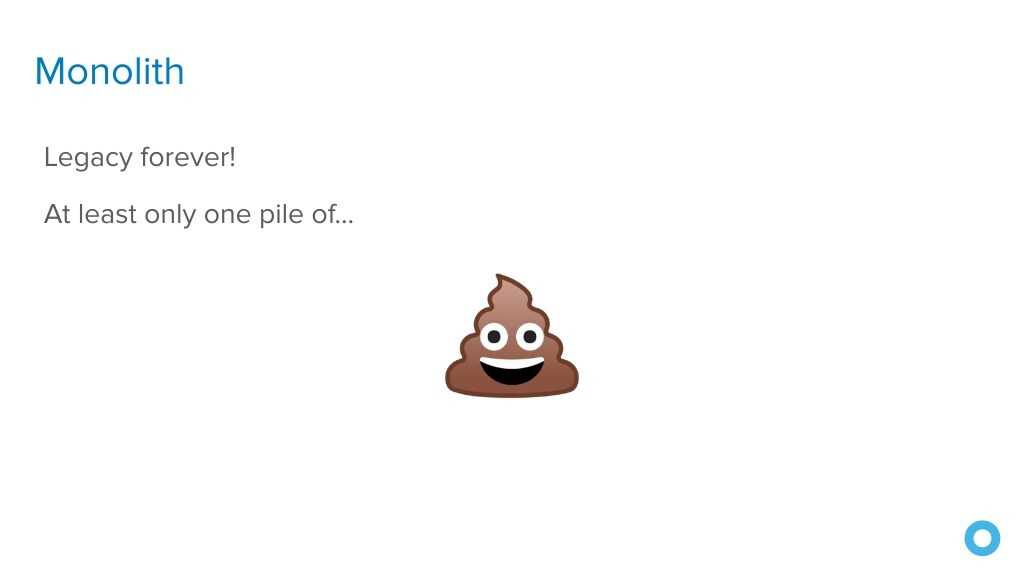 Monolith
Legacy forever!
At least only one pile of...